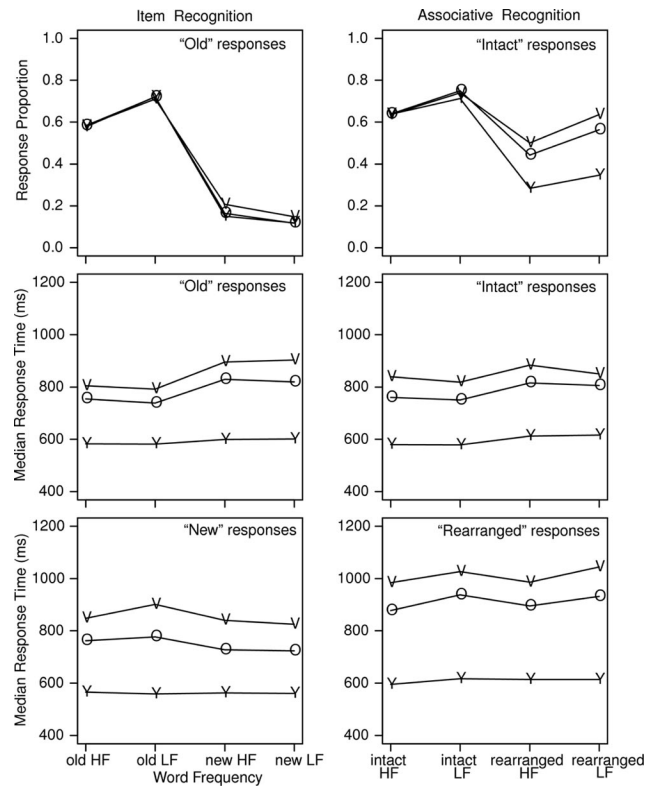 Item Recognition
Associative Recognition
Response Proportion
1.0
0.8
0.6
0.4
0.2
0.0
"Old" responses
V
O
Y
1.0
0.8
0.6
0.4
0.2
0.0
"Intact" responses
V
O
Y
Median Response Time (ms)
1200
1000
800
600
400
"Old" responses
V
O
Y
1200
1000
800
600
400
"Intact" responses
V
O
Y
Median Response Time (ms)
1200
1000
800
600
400
"New" responses
V
O
Y
old HF old LF new HF new LF
Word Frequency
1200
1000
800
600
400
"Rearranged" responses
V
O
Y
intact intact rearranged rearranged
HF LF HF LF